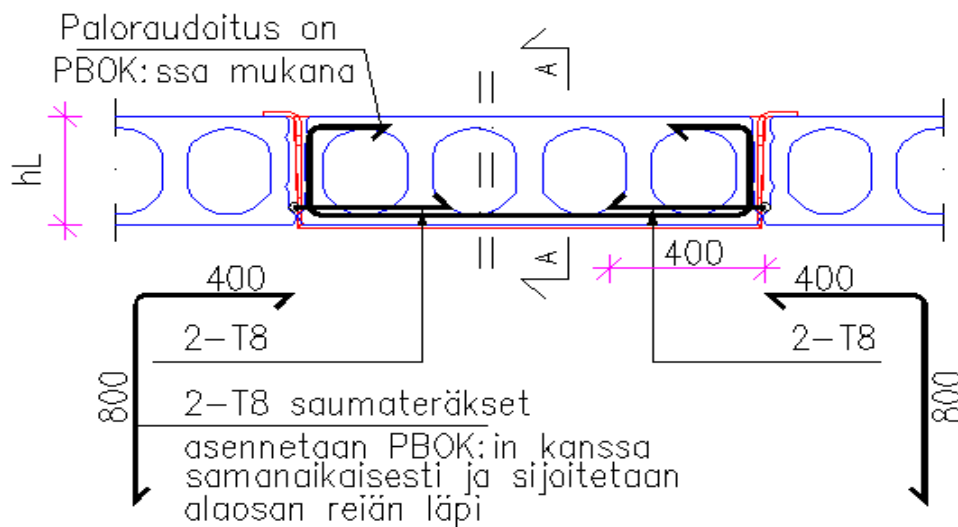 Paloraudoitus on
PBOK:ssa mukana
A
hL
A
400
400
400
2-T8
2-T8
800
800
2-T8 saumateräkset
asennetaan PBOK:in kanssa
samanaikaisesti ja sijoitetaan
alaosan reiän läpi